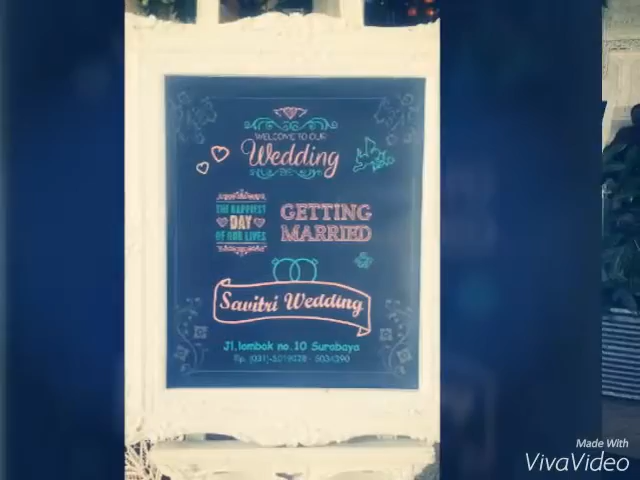 WELCOME TO OUR
Wedding
THE HAPPIEST
DAY
OF OUR LIVES
GETTING
MARRIED
Savitri Wedding
Jl.lombok no.10 Surabaya
Made With
VivaVideo